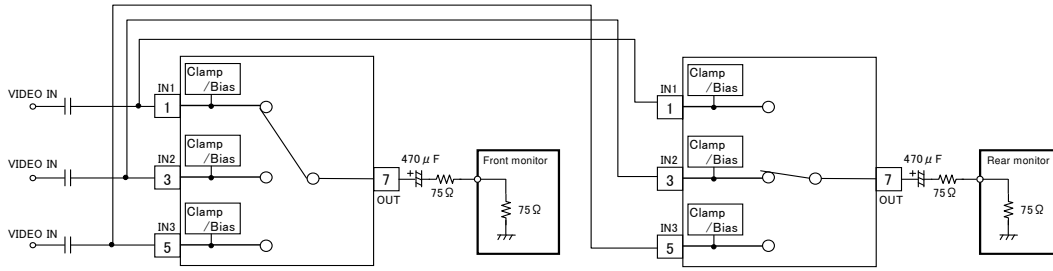 VIDEO IN
VIDEO IN
VIDEO IN
IN1
1
Clamp
/Bias
IN2
3
Clamp
/Bias
IN3
5
Clamp
/Bias
7
OUT
470μF
+
75Ω
Front monitor
75Ω
IN1
1
Clamp
/Bias
IN2
3
Clamp
/Bias
IN3
5
Clamp
/Bias
7
OUT
470μF
+
75Ω
Rear monitor
75Ω